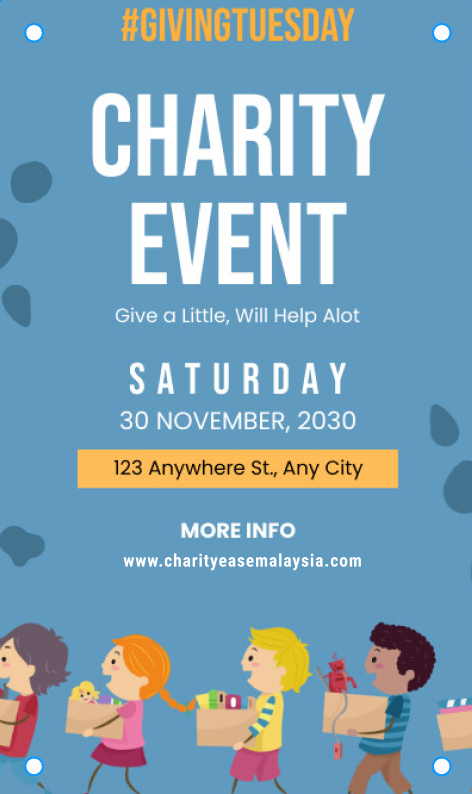 #GIVINGTUESDAY
CHARITY
EVENT
Give a Little, Will Help Alot
SATURDAY
30 NOVEMBER, 2030
123 Anywhere St., Any City
MORE INFO
www.charityeasemalaysia.com